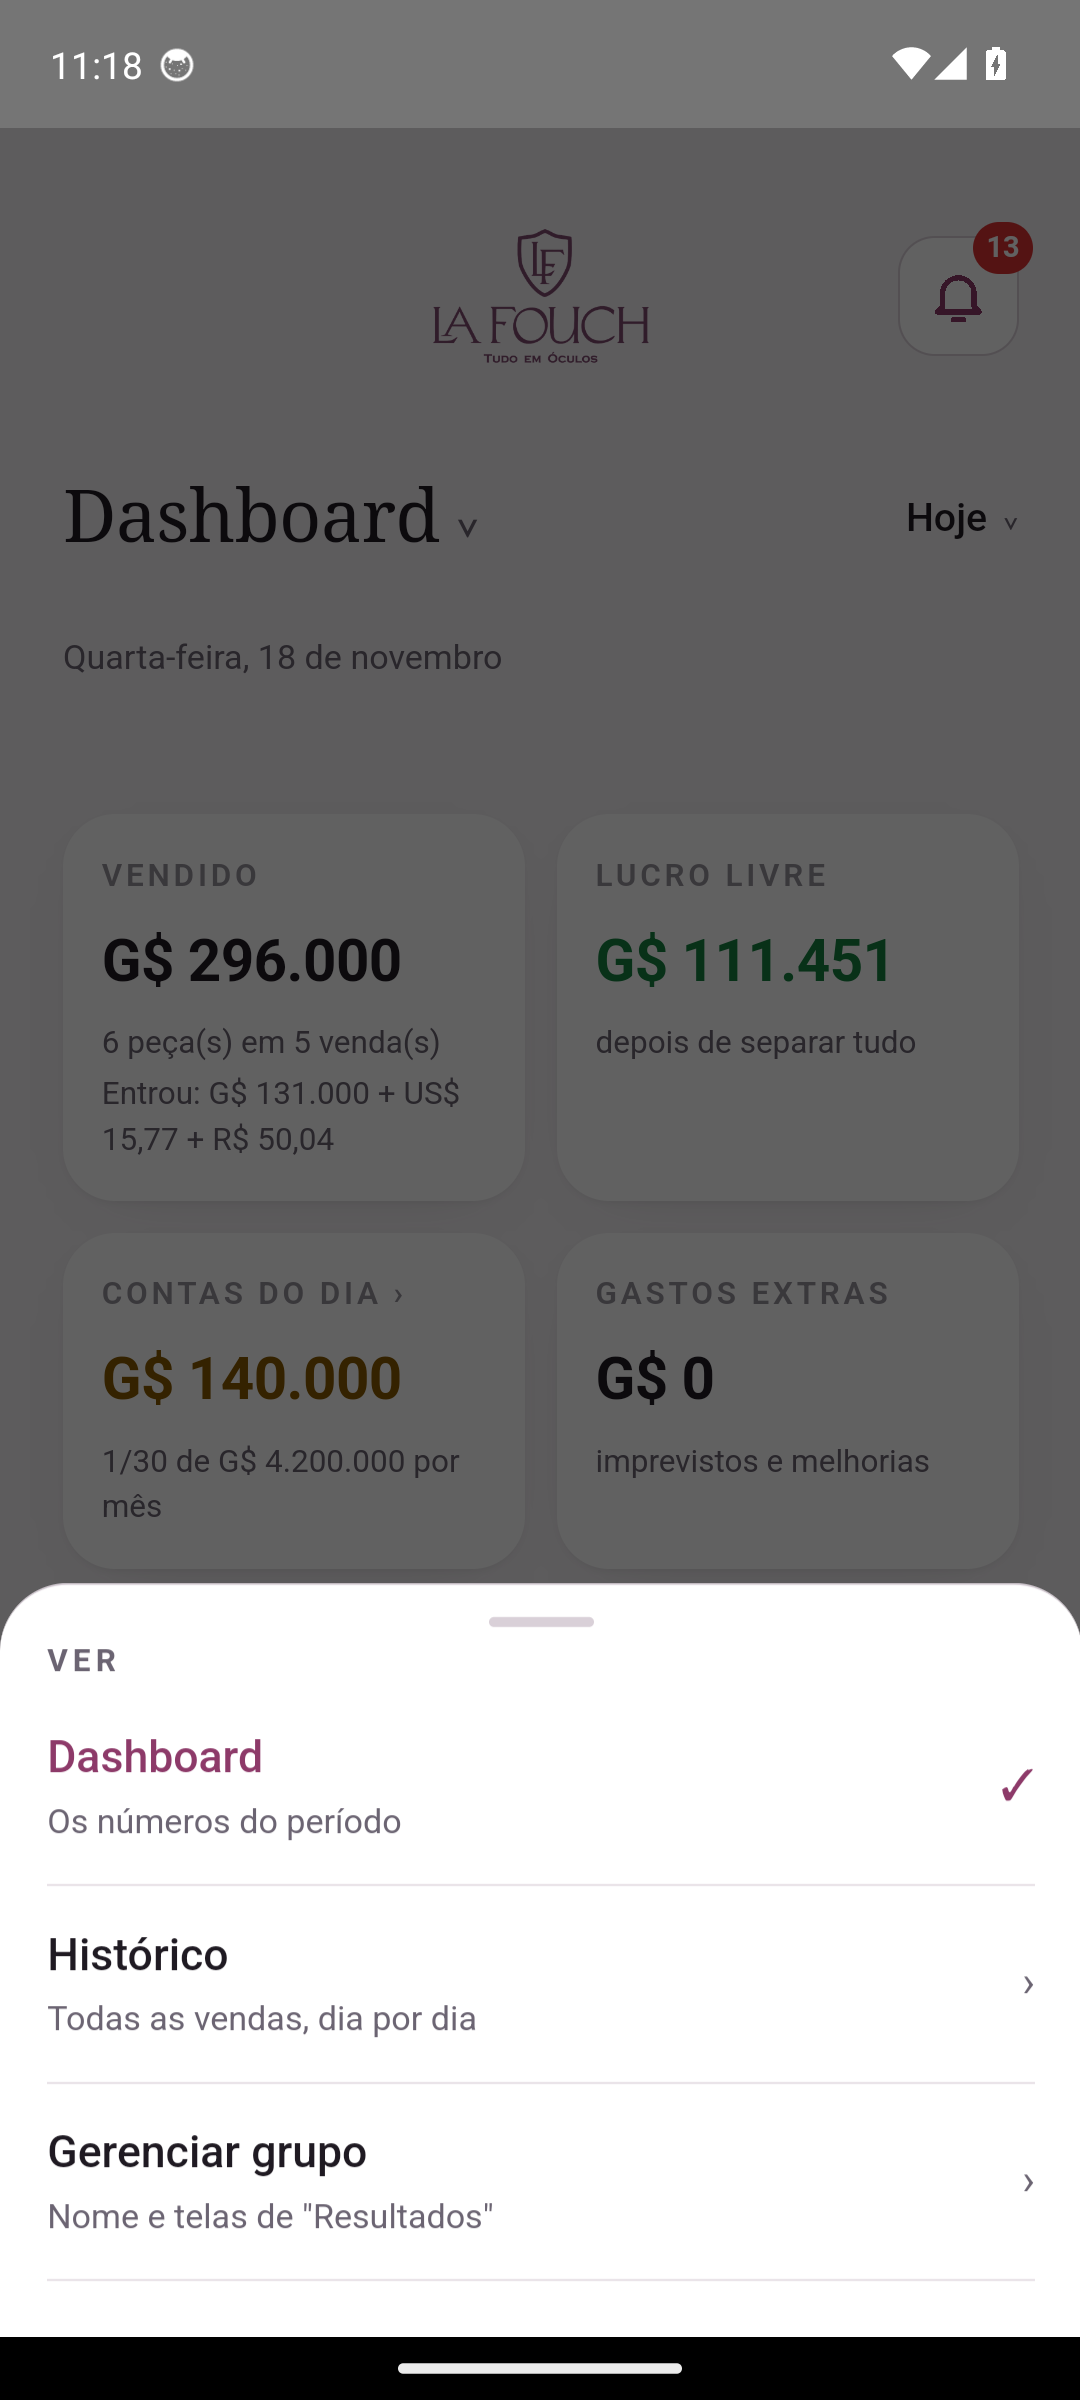 11:18
13
LF
LA FOUCH
TUDO EM ÓCULOS
Dashboard
Hoje
Quarta-feira, 18 de novembro
VENDIDO
G$ 296.000
6 peça(s) em 5 venda(s)
Entrou: G$ 131.000 + US$
15,77 + R$ 50,04
LUCRO LIVRE
G$ 111.451
depois de separar tudo
CONTAS DO DIA ›
G$ 140.000
1/30 de G$ 4.200.000 por
mês
GASTOS EXTRAS
G$ 0
imprevistos e melhorias
VER
Dashboard
✓
Os números do período
Histórico
›
Todas as vendas, dia por dia
Gerenciar grupo
›
Nome e telas de "Resultados"